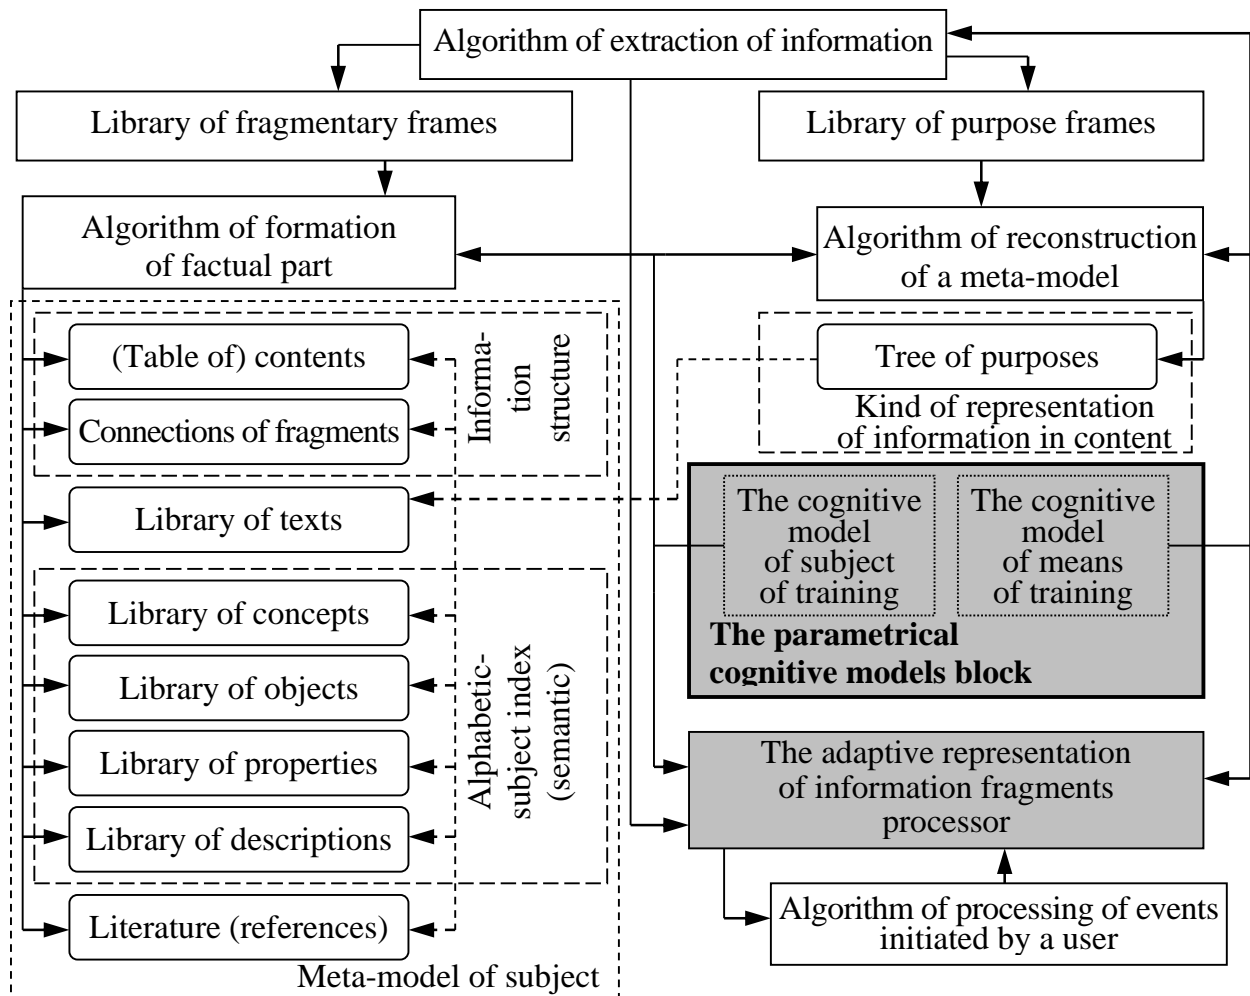 Algorithm of extraction of information
Library of fragmentary frames
Library of purpose frames
Algorithm of formation
of factual part
Algorithm of reconstruction
of a meta-model
(Table of) contents
Connections of fragments
Informa-
tion
structure
Tree of purposes
Kind of representation
of information in content
Library of texts
The cognitive
model
of subject
of training
The cognitive
model
of means
of training
The parametrical
cognitive models block
Library of concepts
Library of objects
Library of properties
Library of descriptions
Alphabetic-
subject index
(semantic)
The adaptive representation
of information fragments
processor
Literature (references)
Algorithm of processing of events
initiated by a user
Meta-model of subject